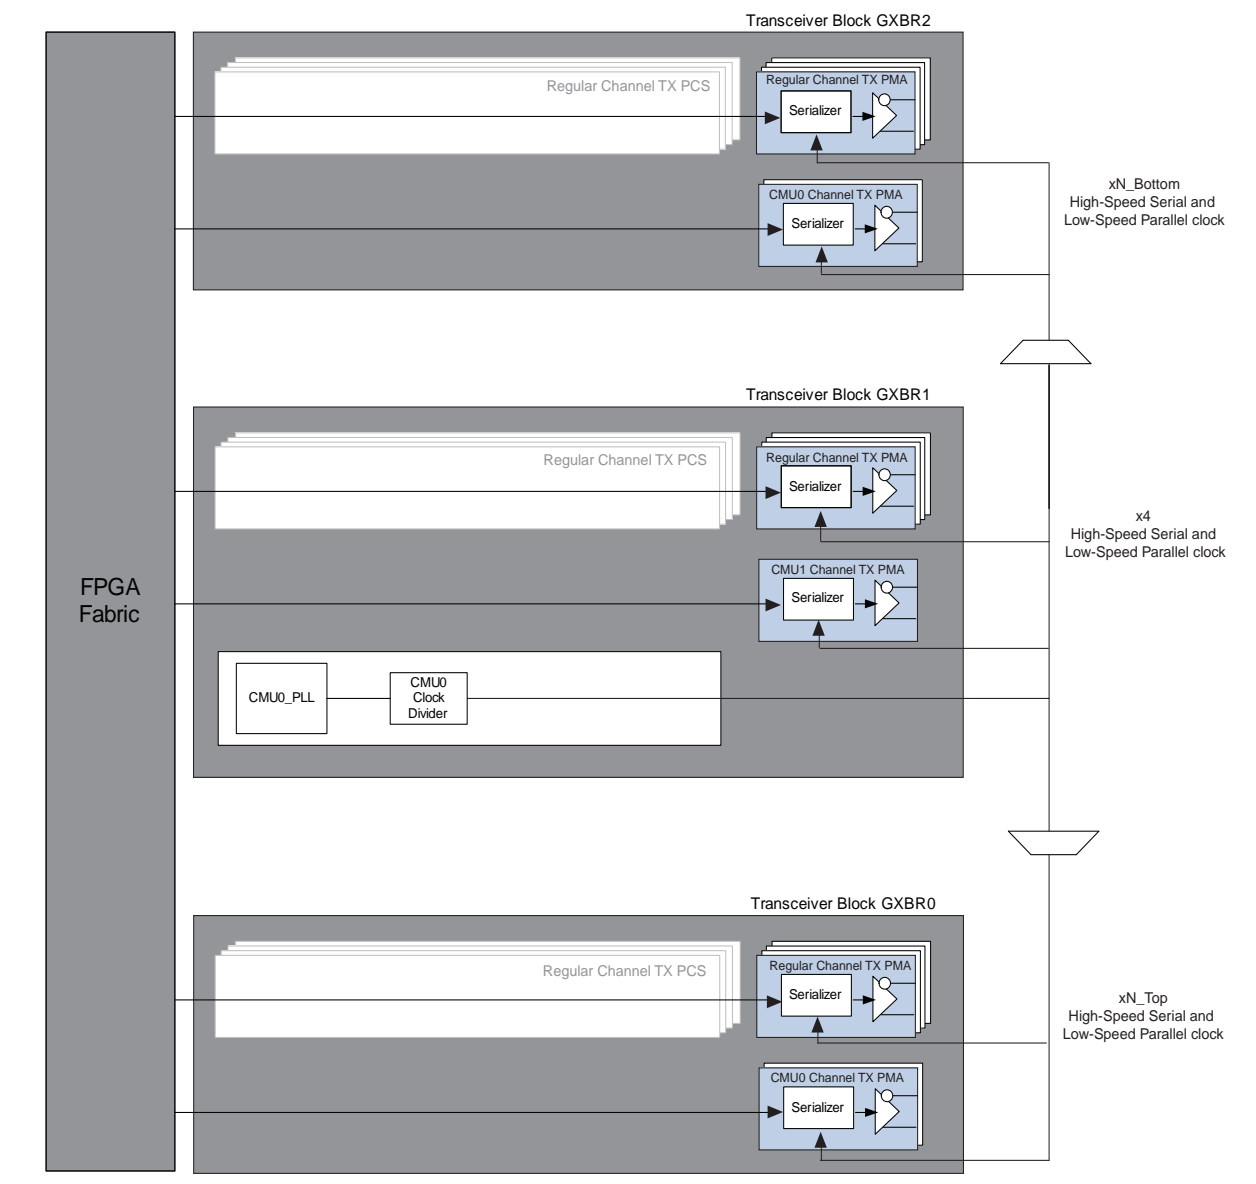 Transceiver Block GXBR2
Regular Channel TX PCS
Regular Channel TX PMA
Serializer
CMU0 Channel TX PMA
Serializer
xN_Bottom
High-Speed Serial and
Low-Speed Parallel clock
Transceiver Block GXBR1
Regular Channel TX PCS
Regular Channel TX PMA
Serializer
x4
High-Speed Serial and
Low-Speed Parallel clock
CMU1 Channel TX PMA
Serializer
FPGA
Fabric
CMU0_PLL
CMU0
Clock
Divider
Transceiver Block GXBR0
Regular Channel TX PCS
Regular Channel TX PMA
Serializer
xN_Top
High-Speed Serial and
Low-Speed Parallel clock
CMU0 Channel TX PMA
Serializer